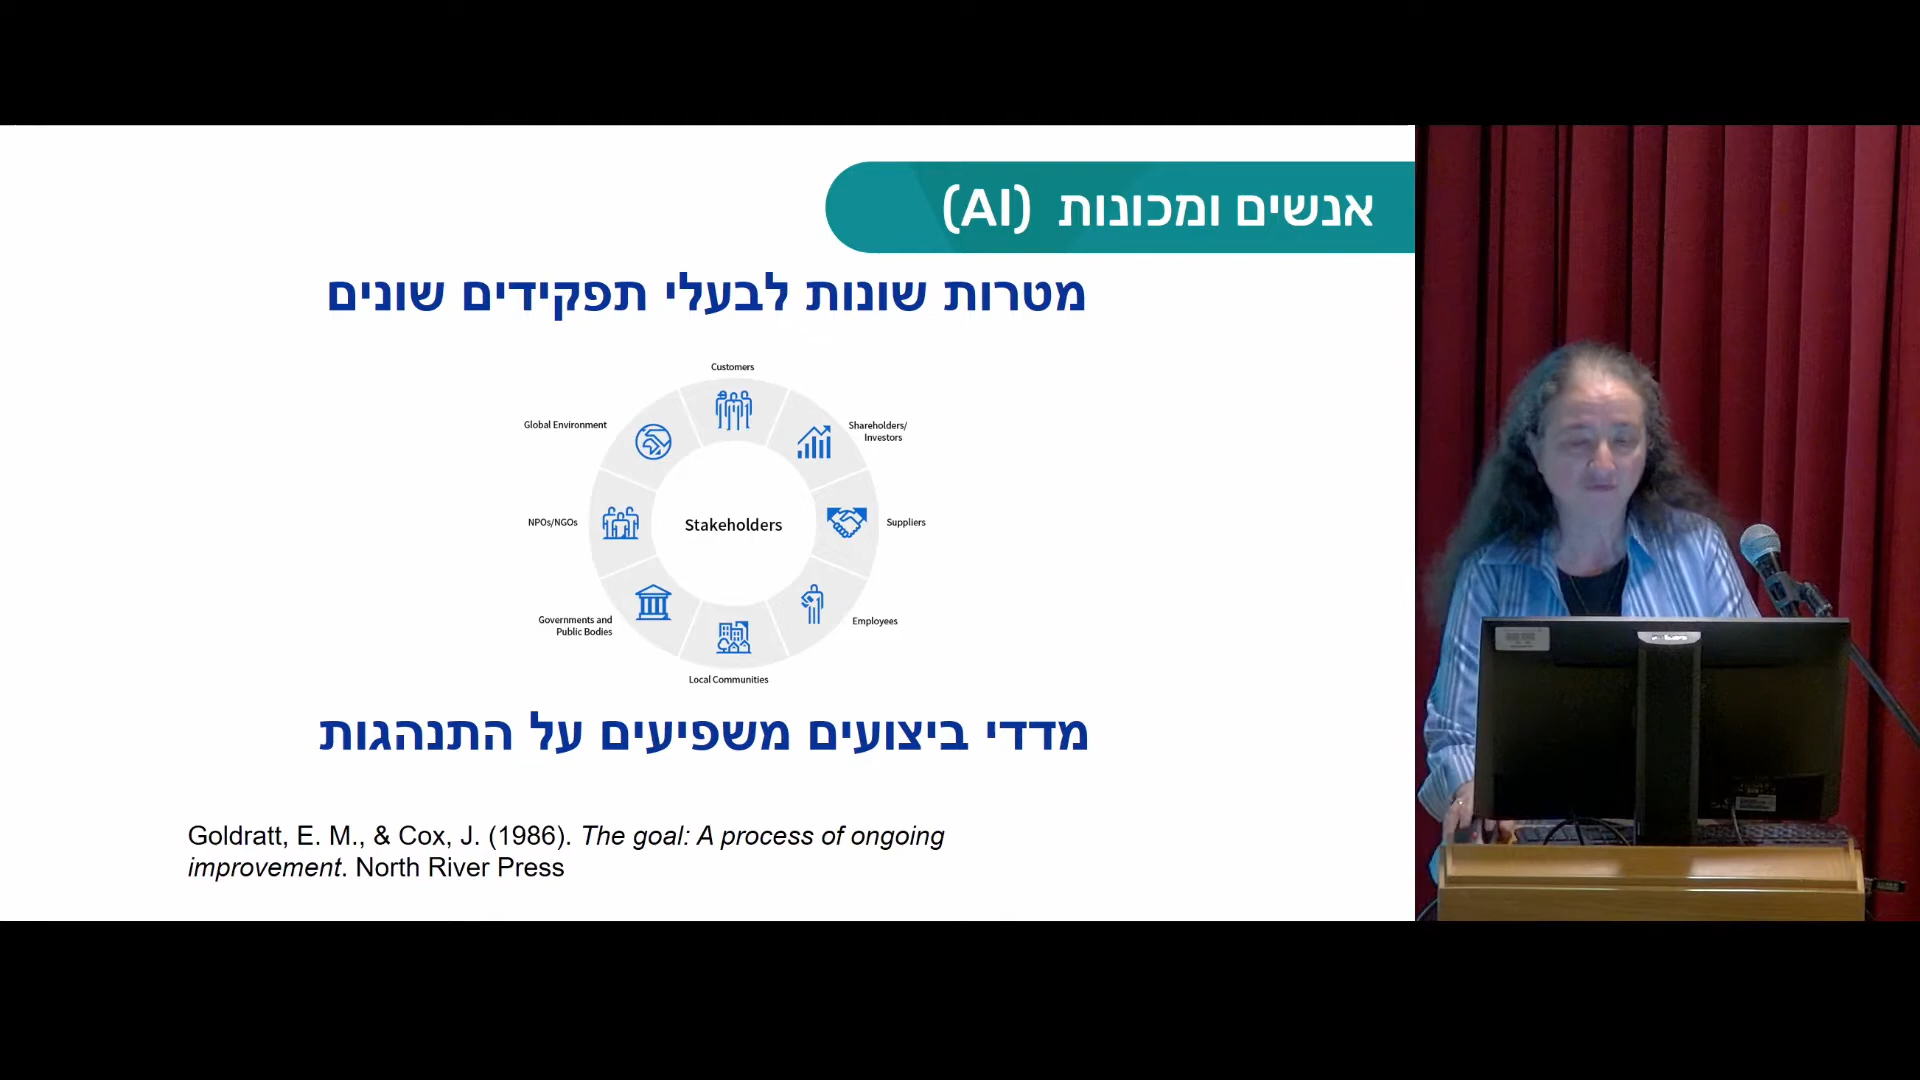 אנשים ומכונות (AI)
מטרות שונות לבעלי תפקידים שונים
Customers
Global Environment
Shareholders/
Investors
NPOs/NGOs
Stakeholders
Suppliers
Governments and
Public Bodies
Employees
Local Communities
מדדי ביצועים משפיעים על התנהגות
Goldratt, E. M., & Cox, J. (1986). The goal: A process of ongoing
improvement. North River Press